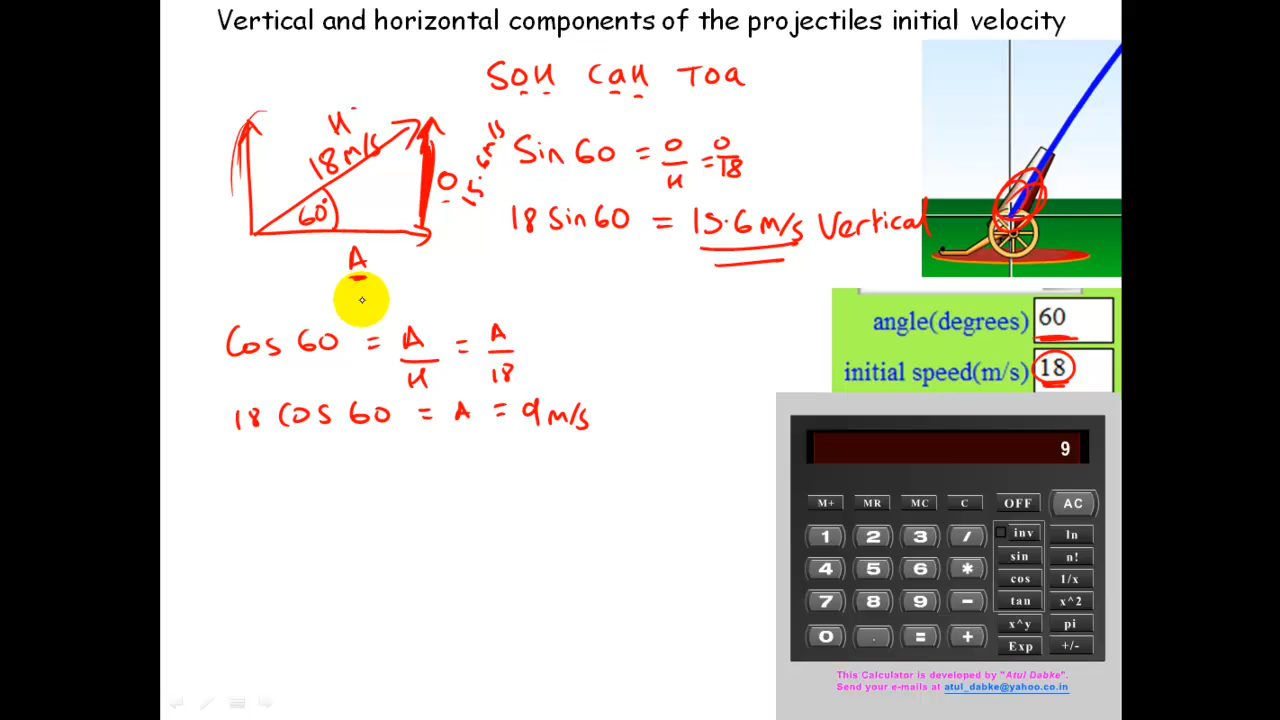 Vertical and horizontal components of the projectiles initial velocity
SOH CAH TOA
H
18 m/s
60°
O
15.6 m/s
A
Sin 60 = O/H = O/18
18 Sin 60 = 15.6 m/s Vertical
Cos 60 = A/H = A/18
18 Cos 60 = A = 9 m/s
angle(degrees) 60
initial speed(m/s) 18
9
M+ MR MC C OFF AC
1 2 3 / inv ln
sin n!
4 5 6 * cos 1/x
7 8 9 - tan x^2
x^y pi
0 . = + Exp +/-
This Calculator is developed by "Atul Dabke".
Send your e-mails at atul_dabke@yahoo.co.in